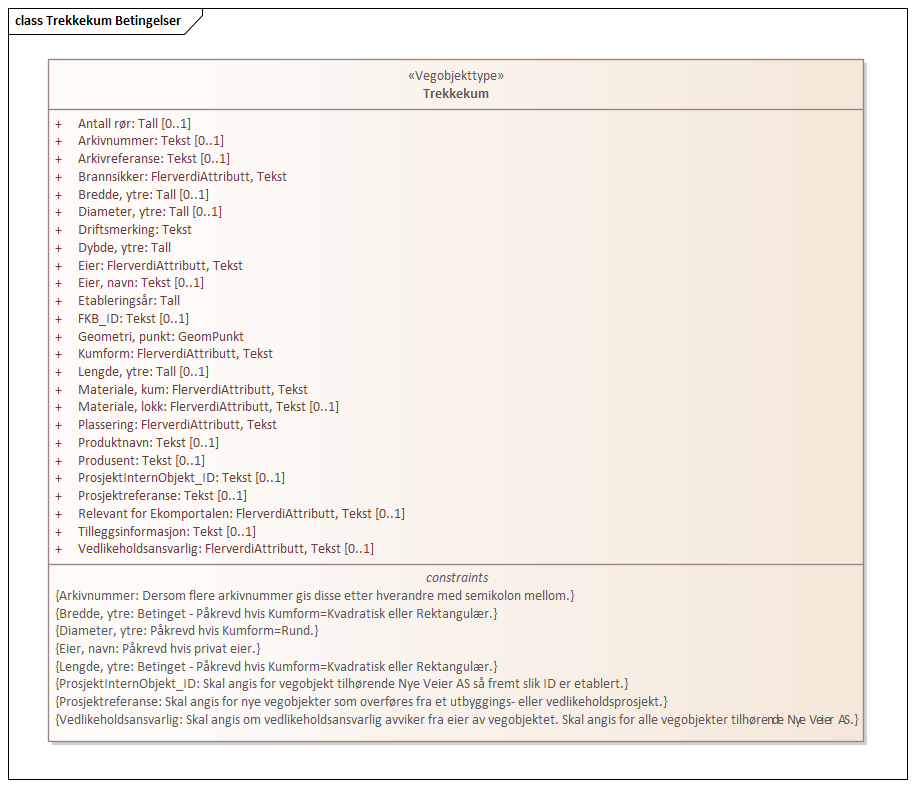 class Trekkekum Betingelser
«Vegobjekttype»
Trekkekum
+ Antall rør: Tall [0..1]
+ Arkivnummer: Tekst [0..1]
+ Arkivreferanse: Tekst [0..1]
+ Brannsikker: FlerverdiAttributt, Tekst
+ Bredde, ytre: Tall [0..1]
+ Diameter, ytre: Tall [0..1]
+ Driftsmerking: Tekst
+ Dybde, ytre: Tall
+ Eier: FlerverdiAttributt, Tekst
+ Eier, navn: Tekst [0..1]
+ Etableringsår: Tall
+ FKB_ID: Tekst [0..1]
+ Geometri, punkt: GeomPunkt
+ Kumform: FlerverdiAttributt, Tekst
+ Lengde, ytre: Tall [0..1]
+ Materiale, kum: FlerverdiAttributt, Tekst
+ Materiale, lokk: FlerverdiAttributt, Tekst [0..1]
+ Plassering: FlerverdiAttributt, Tekst
+ Produktnavn: Tekst [0..1]
+ Produsent: Tekst [0..1]
+ ProsjektInternObjekt_ID: Tekst [0..1]
+ Prosjektreferanse: Tekst [0..1]
+ Relevant for Ekomportalen: FlerverdiAttributt, Tekst [0..1]
+ Tilleggsinformasjon: Tekst [0..1]
+ Vedlikeholdsansvarlig: FlerverdiAttributt, Tekst [0..1]
constraints
{Arkivnummer: Dersom flere arkivnummer gis disse etter hverandre med semikolon mellom.}
{Bredde, ytre: Betinget - Påkrevd hvis Kumform=Kvadratisk eller Rektangulær.}
{Diameter, ytre: Påkrevd hvis Kumform=Rund.}
{Eier, navn: Påkrevd hvis privat eier.}
{Lengde, ytre: Betinget - Påkrevd hvis Kumform=Kvadratisk eller Rektangulær.}
{ProsjektInternObjekt_ID: Skal angis for vegobjekt tilhørende Nye Veier AS så fremt slik ID er etablert.}
{Prosjektreferanse: Skal angis for nye vegobjekter som overføres fra et utbyggings- eller vedlikeholdsprosjekt.}
{Vedlikeholdsansvarlig: Skal angis om vedlikeholdsansvarlig avviker fra eier av vegobjektet. Skal angis for alle vegobjekter tilhørende Nye Veier AS.}